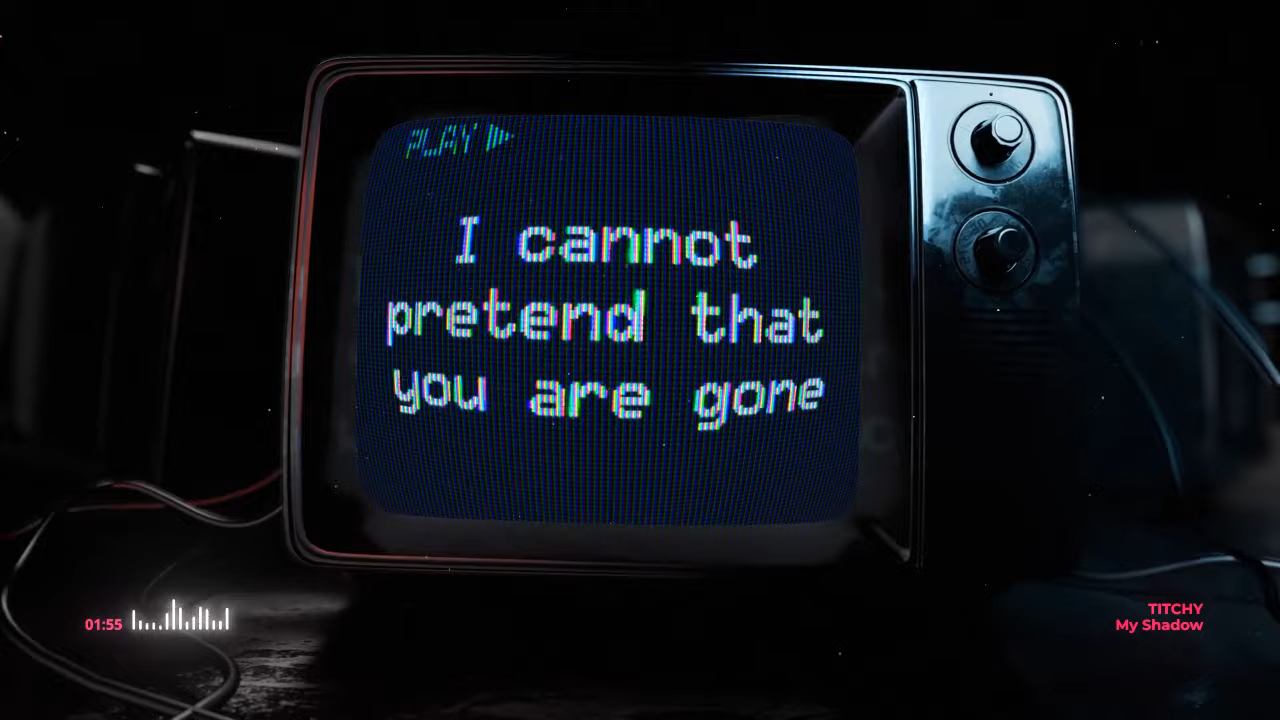 PLAY
I cannot
pretend that
you are gone
01:55
TITCHY
My Shadow